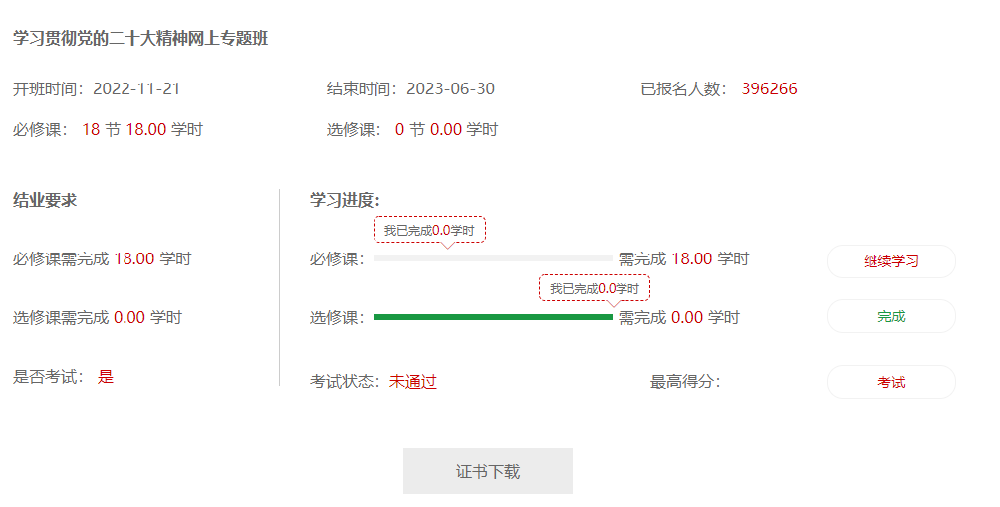 学习贯彻党的二十大精神网上专题班
开班时间：2022-11-21 结束时间：2023-06-30 已报名人数： 396266
必修课： 18 节 18.00 学时 选修课： 0 节 0.00 学时
结业要求 学习进度：
我已完成0.0学时
必修课需完成 18.00 学时 必修课： 需完成 18.00 学时 继续学习
我已完成0.0学时
选修课需完成 0.00 学时 选修课： 需完成 0.00 学时 完成
是否考试： 是 考试状态：未通过 最高得分： 考试
证书下载